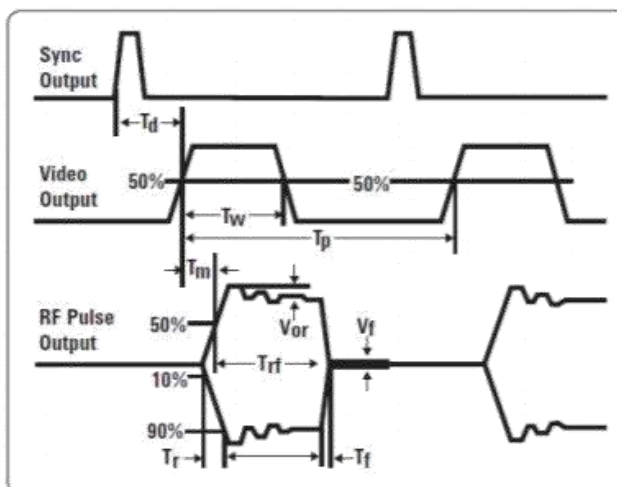 Sync
Output
Td
Video
Output
50%
50%
Tw
Tp
Tm
RF Pulse
Output
50%
Vor
Vf
Trf
10%
90%
Tr
Tf